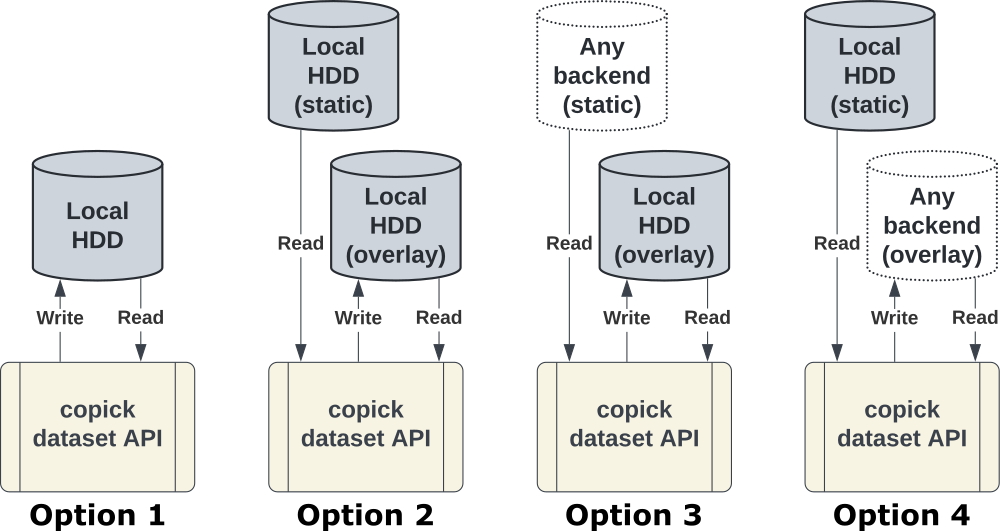 Local
HDD
Write
Read
copick
dataset API
Option 1
Local
HDD
(static)
Local
HDD
(overlay)
Read
Write
Read
copick
dataset API
Option 2
Any
backend
(static)
Local
HDD
(overlay)
Read
Write
Read
copick
dataset API
Option 3
Local
HDD
(static)
Any
backend
(overlay)
Read
Write
Read
copick
dataset API
Option 4